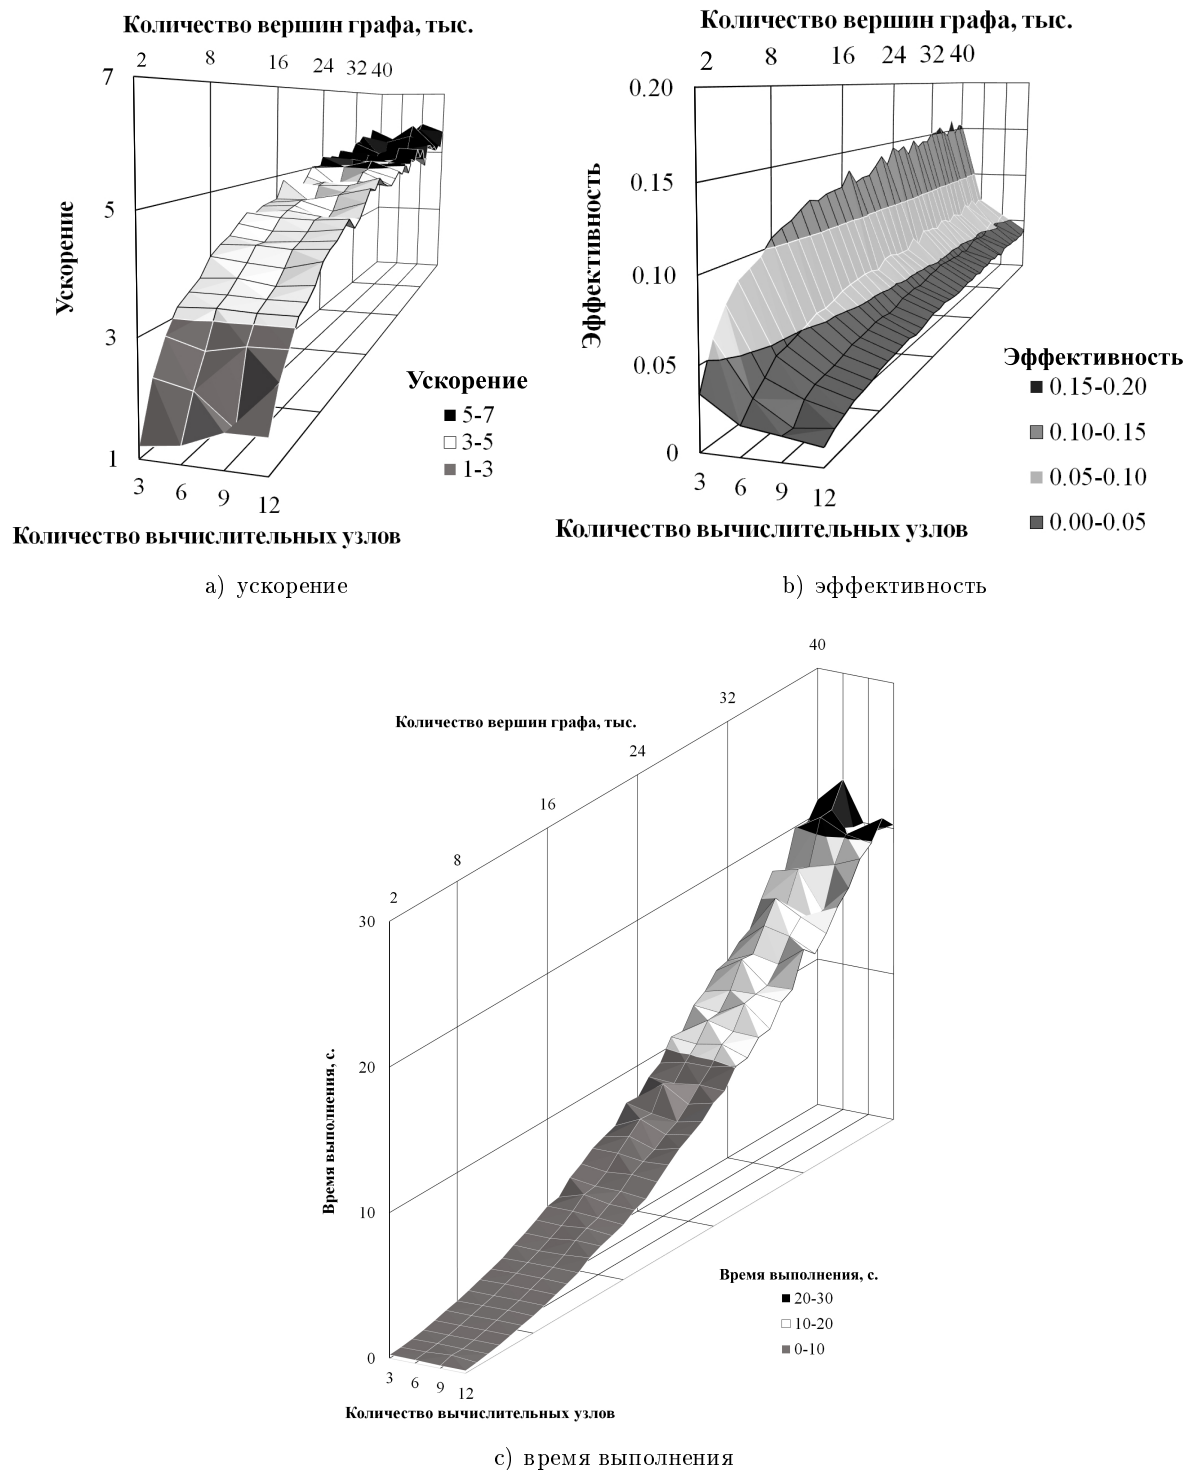 Количество вершин графа, тыс.
2 8 16 24 32 40
7
5
3
1
Ускорение
3 6 9 12
Количество вычислительных узлов
Ускорение
5-7
3-5
1-3
а) ускорение
Количество вершин графа, тыс.
2 8 16 24 32 40
0.20
0.15
0.10
0.05
0
Эффективность
3 6 9 12
Количество вычислительных узлов
Эффективность
0.15-0.20
0.10-0.15
0.05-0.10
0.00-0.05
b) эффективность
Количество вершин графа, тыс.
2 8 16 24 32 40
30
20
10
0
Время выполнения, с.
3 6 9 12
Количество вычислительных узлов
Время выполнения, с.
20-30
10-20
0-10
c) время выполнения